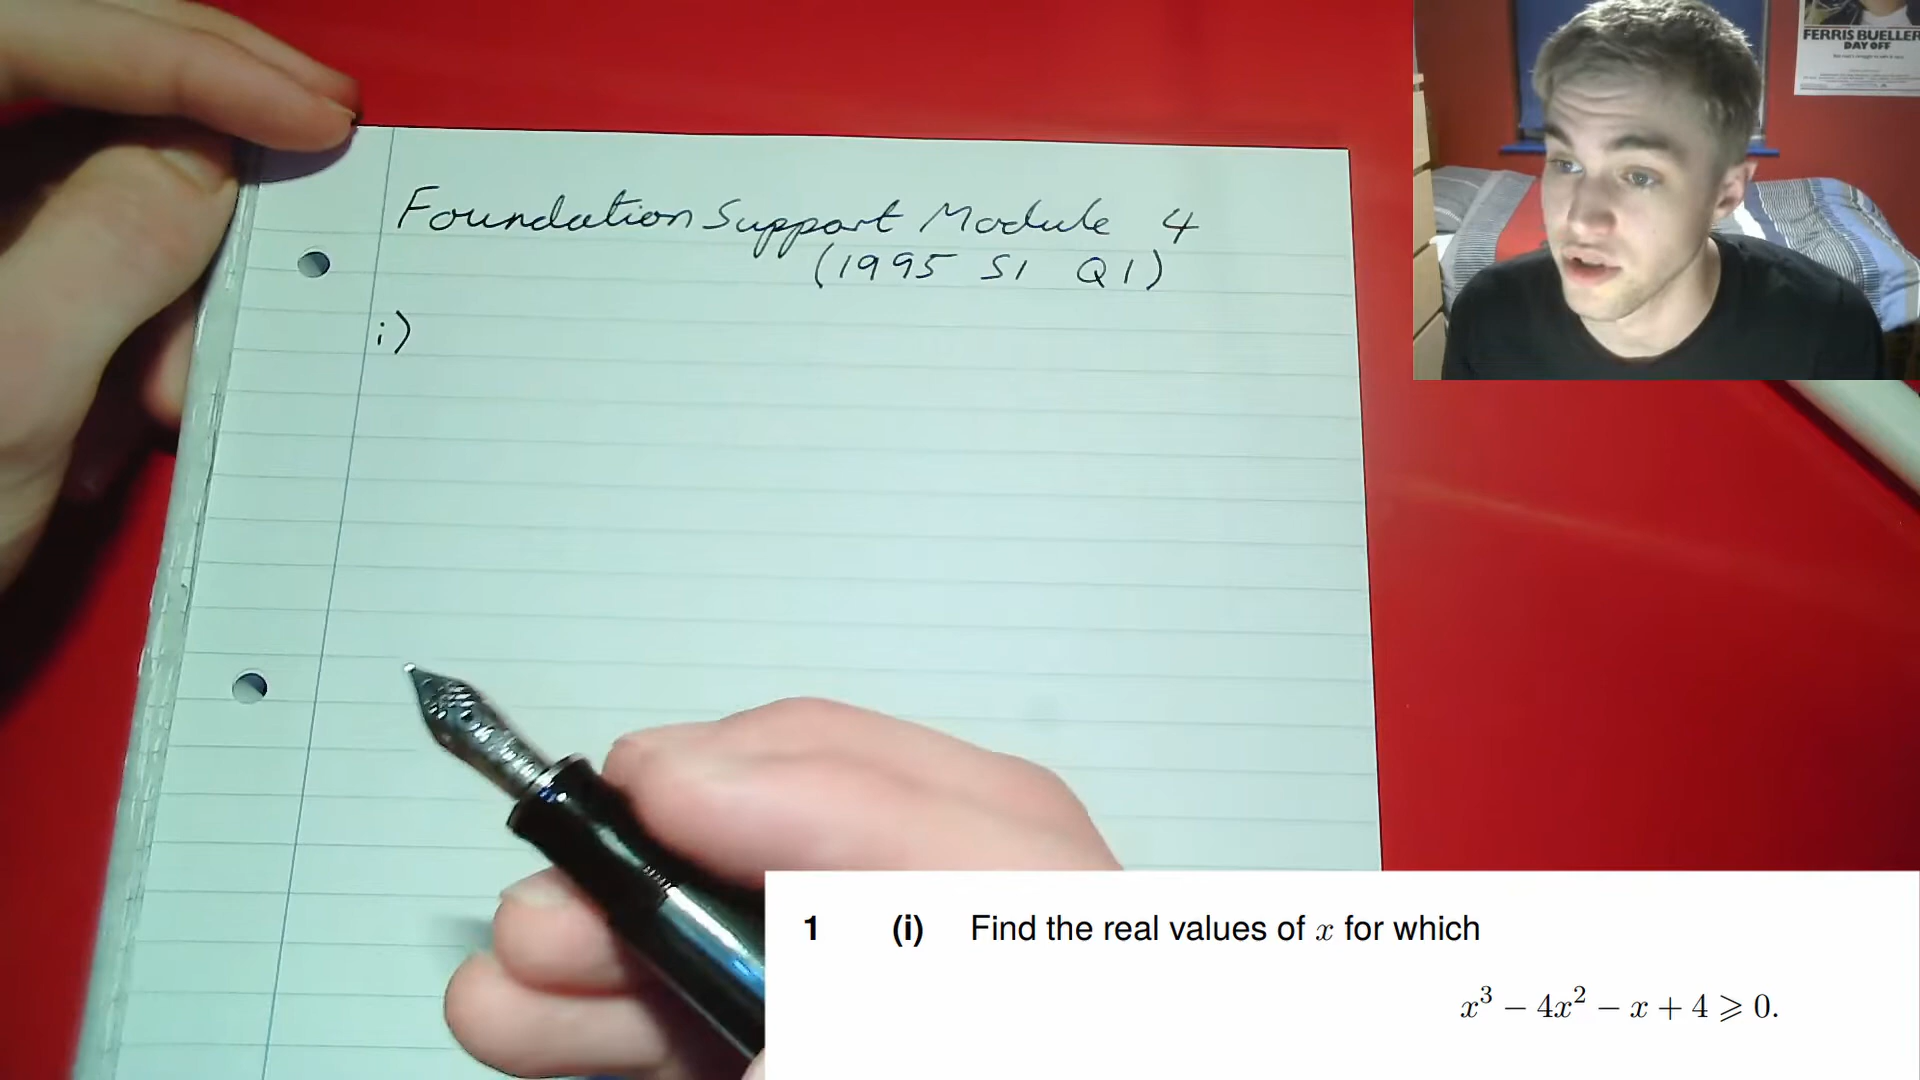 FERRIS BUELLER
DAY OFF
Foundation Support Module 4
(1995 S1 Q1)
i)
1 (i) Find the real values of x for which
x³ − 4x² − x + 4 ⩾ 0.